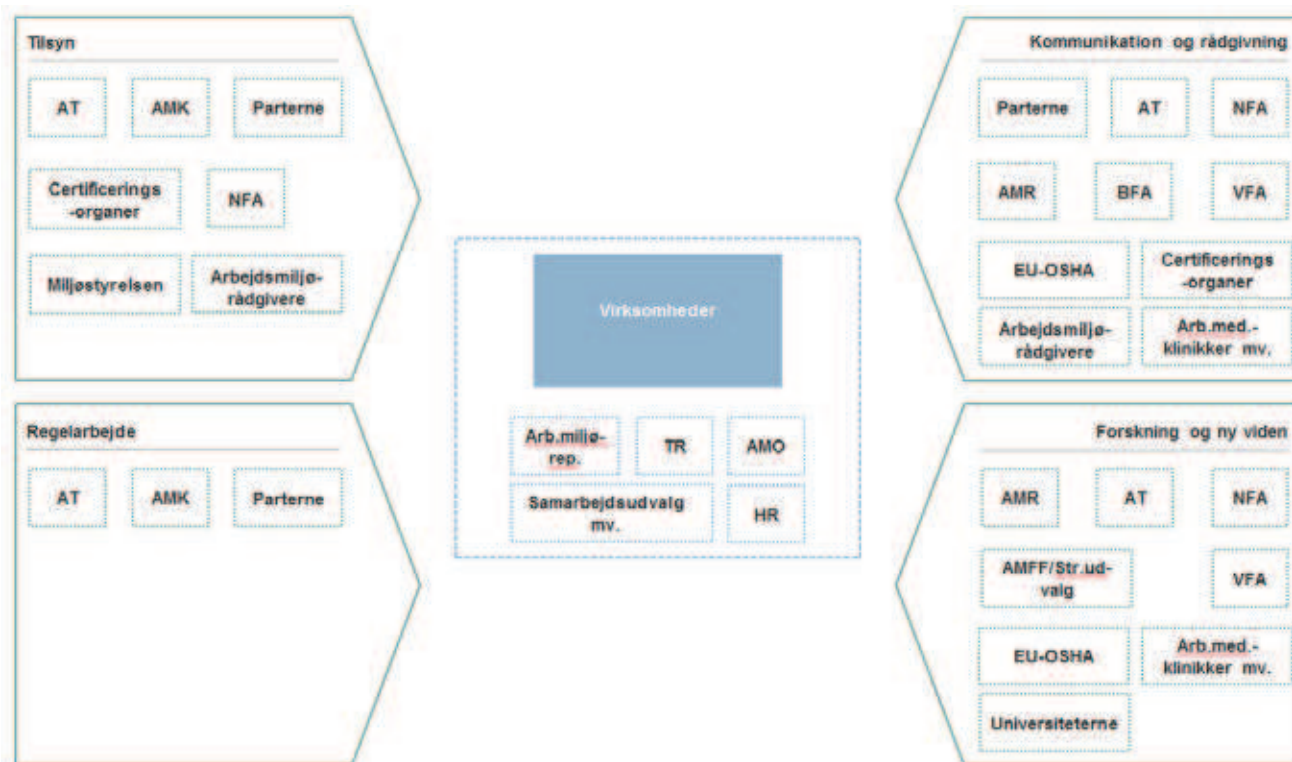 Tilsyn
AT
AMK
Parterne
Certificerings
-organer
NFA
Miljøstyrelsen
Arbejdsmiljø-
rådgivere
Regelarbejde
AT
AMK
Parterne
Virksomheder
Arb.miljø-
rep.
TR
AMO
Samarbejdsudvalg
mv.
HR
Kommunikation og rådgivning
Parterne
AT
NFA
AMR
BFA
VFA
EU-OSHA
Certificerings
-organer
Arbejdsmiljø-
rådgivere
Arb.med.-
klinikker mv.
Forskning og ny viden
AMR
AT
NFA
AMFF/Str.ud-
valg
VFA
EU-OSHA
Arb.med.-
klinikker mv.
Universiteterne